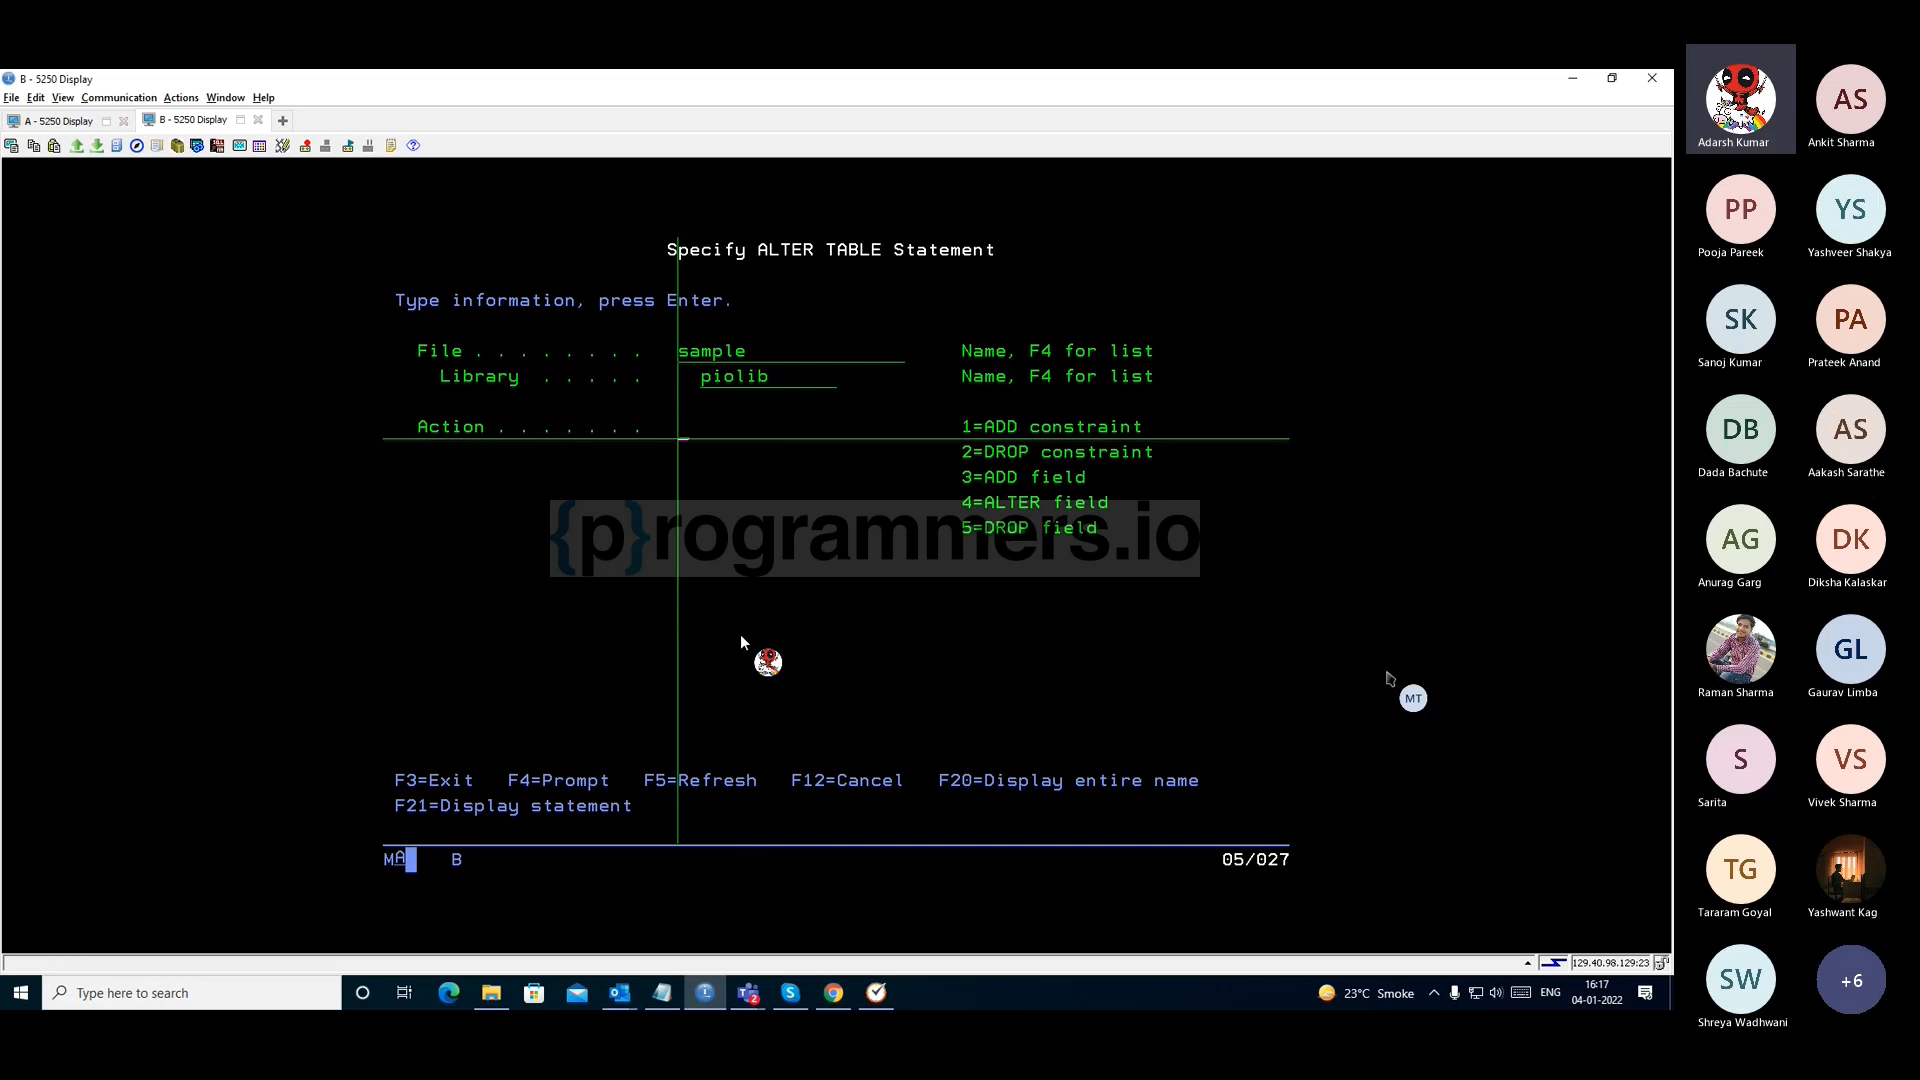 B - 5250 Display
File Edit View Communication Actions Window Help
A - 5250 Display
B - 5250 Display
Specify ALTER TABLE Statement
Type information, press Enter.
File . . . . . . . . sample Name, F4 for list
Library . . . . . piolib Name, F4 for list
Action . . . . . . . 1=ADD constraint
2=DROP constraint
3=ADD field
4=ALTER field
5=DROP field
{p}rogrammers.io
MT
F3=Exit F4=Prompt F5=Refresh F12=Cancel F20=Display entire name
F21=Display statement
MA B 05/027
129.40.98.129:23
Type here to search
23°C Smoke
ENG
16:17
04-01-2022
Adarsh Kumar
AS
Ankit Sharma
PP
Pooja Pareek
YS
Yashveer Shakya
SK
Sanoj Kumar
PA
Prateek Anand
DB
Dada Bachute
AS
Aakash Sarathe
AG
Anurag Garg
DK
Diksha Kalaskar
Raman Sharma
GL
Gaurav Limba
S
Sarita
VS
Vivek Sharma
TG
Tararam Goyal
Yashwant Kag
SW
Shreya Wadhwani
+6